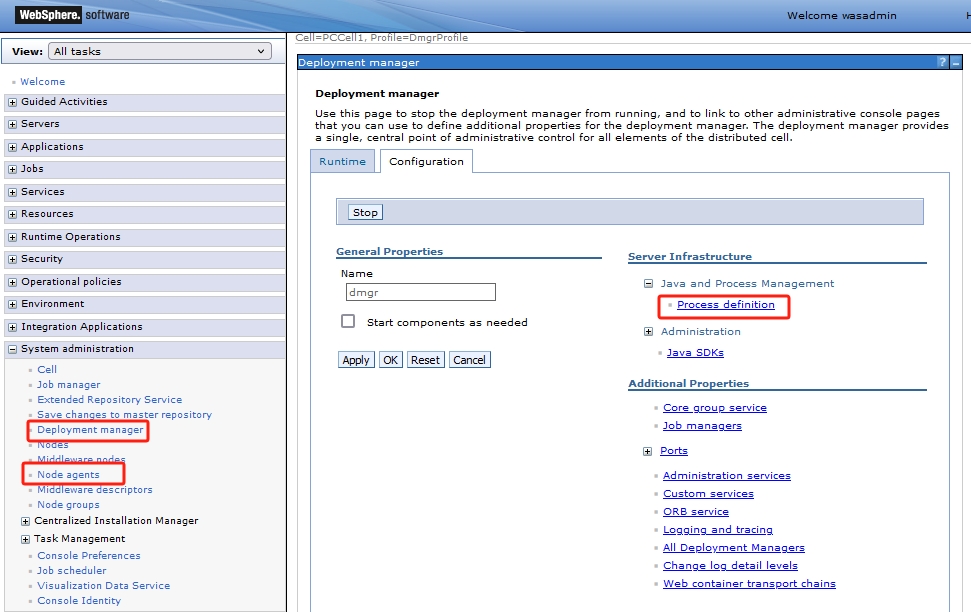 WebSphere. software
Welcome wasadmin
H
View: All tasks
Welcome
Guided Activities
Servers
Applications
Jobs
Services
Resources
Runtime Operations
Security
Operational policies
Environment
Integration Applications
System administration
Cell
Job manager
Extended Repository Service
Save changes to master repository
Deployment manager
Nodes
Middleware nodes
Node agents
Middleware descriptors
Node groups
Centralized Installation Manager
Task Management
Console Preferences
Job scheduler
Visualization Data Service
Console Identity
Cell=PCCell1, Profile=DmgrProfile
Deployment manager
?
Deployment manager
Use this page to stop the deployment manager from running, and to link to other administrative console pages
that you can use to define additional properties for the deployment manager. The deployment manager provides
a single, central point of administrative control for all elements of the distributed cell.
Runtime Configuration
Stop
General Properties
Name
dmgr
Start components as needed
Apply OK Reset Cancel
Server Infrastructure
Java and Process Management
Process definition
Administration
Java SDKs
Additional Properties
Core group service
Job managers
Ports
Administration services
Custom services
ORB service
Logging and tracing
All Deployment Managers
Change log detail levels
Web container transport chains